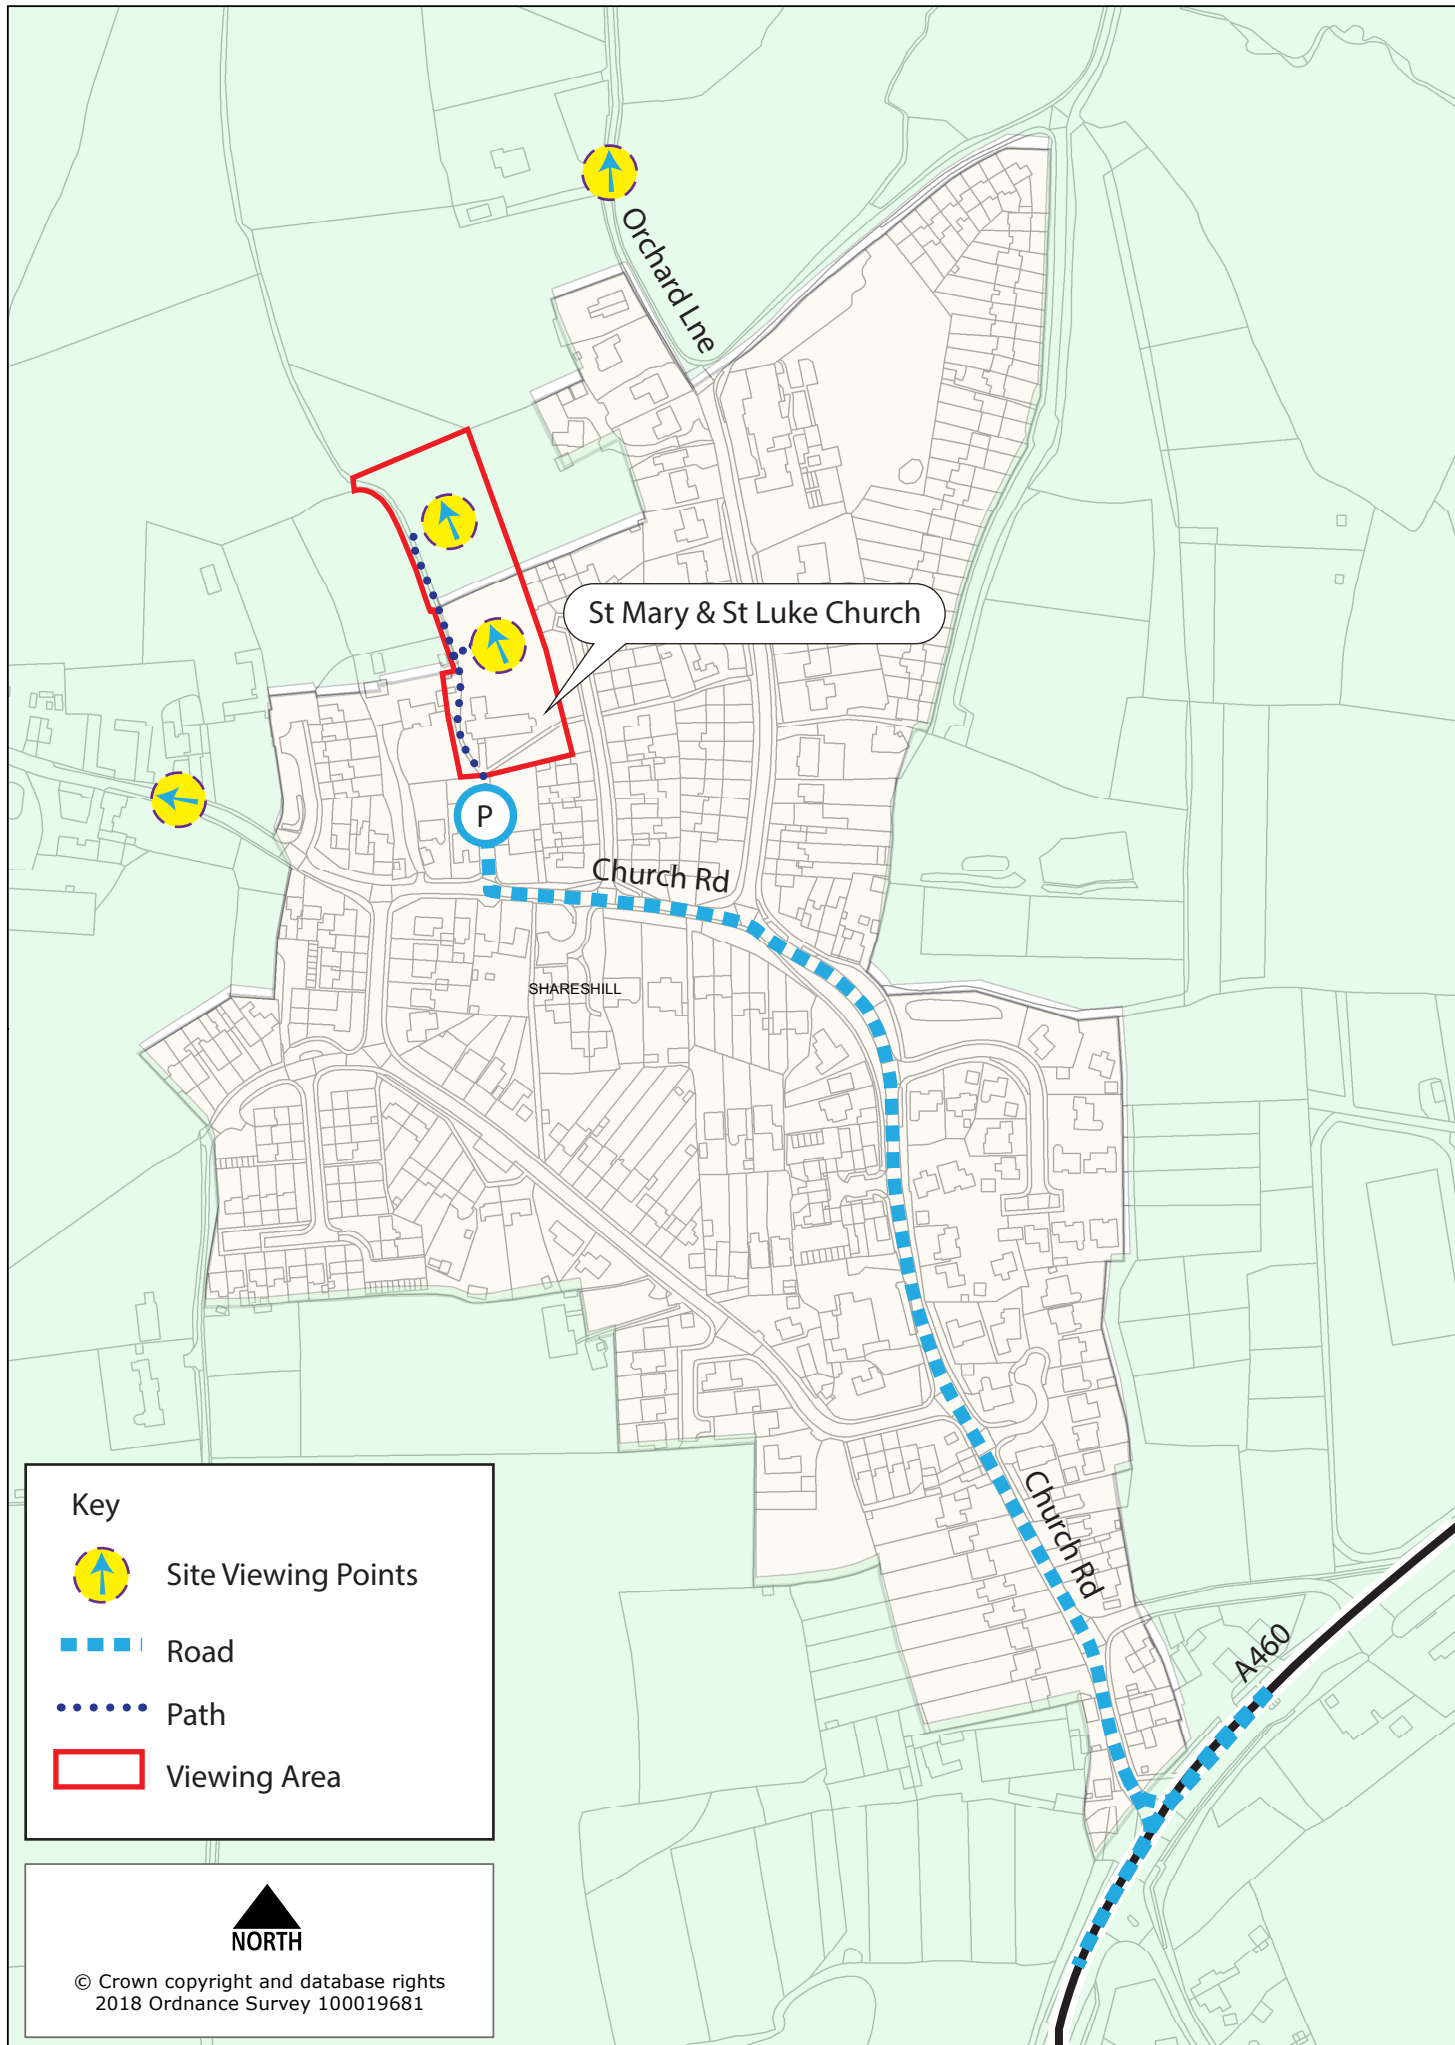 Orchard Lne
St Mary & St Luke Church
P
Church Rd
SHARESHILL
Church Rd
A460
Key
Site Viewing Points
Road
Path
Viewing Area
NORTH
© Crown copyright and database rights
2018 Ordnance Survey 100019681